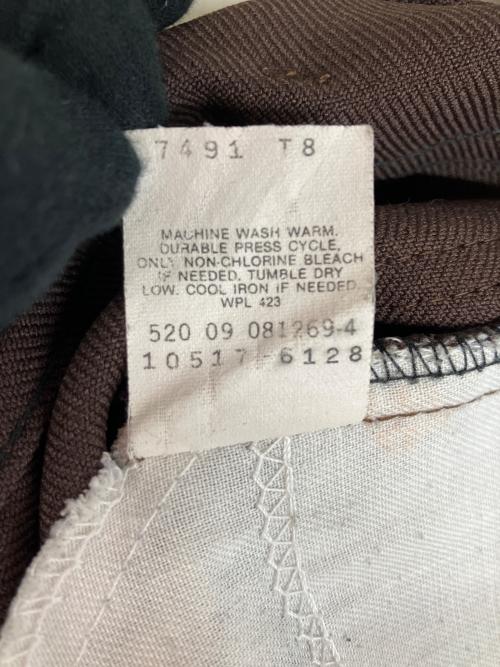 7491 T8
MACHINE WASH WARM.
DURABLE PRESS CYCLE,
ONLY NON-CHLORINE BLEACH
IF NEEDED. TUMBLE DRY
LOW. COOL IRON IF NEEDED
WPL 423
520 09 081269-4
10517-6128